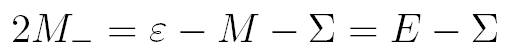 2M₋ = ε − M − Σ = E − Σ